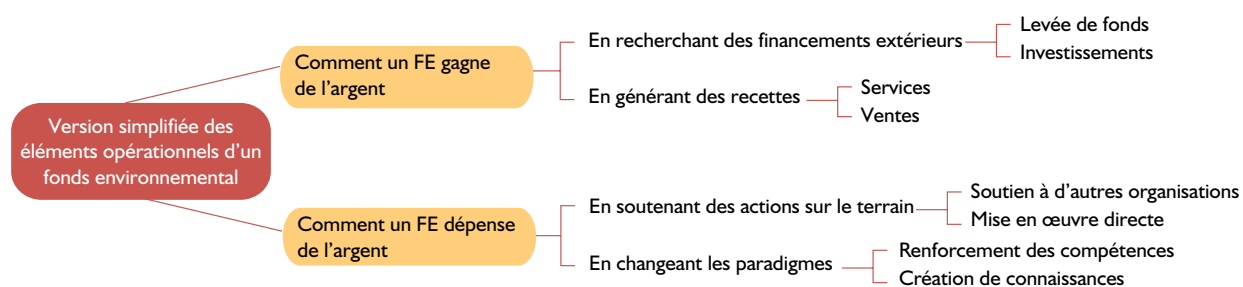 Version simplifiée des
éléments opérationnels d’un
fonds environnemental
Comment un FE gagne
de l’argent
En recherchant des financements extérieurs
Levée de fonds
Investissements
En générant des recettes
Services
Ventes
Comment un FE dépense
de l’argent
En soutenant des actions sur le terrain
Soutien à d’autres organisations
Mise en œuvre directe
En changeant les paradigmes
Renforcement des compétences
Création de connaissances